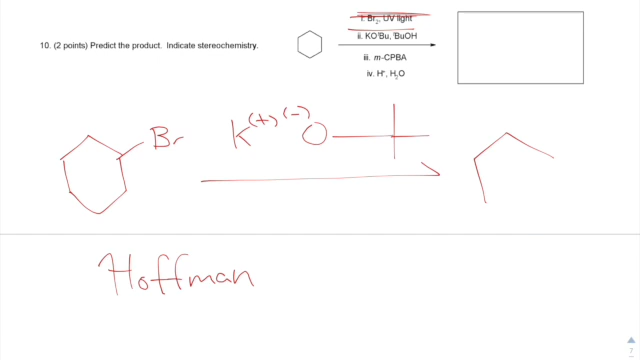 10. (2 points) Predict the product. Indicate stereochemistry.
i. Br2, UV light
ii. KOᵗBu, ᵗBuOH
iii. m-CPBA
iv. H⁺, H₂O
Br K(+) (-)O
Hoffman
7